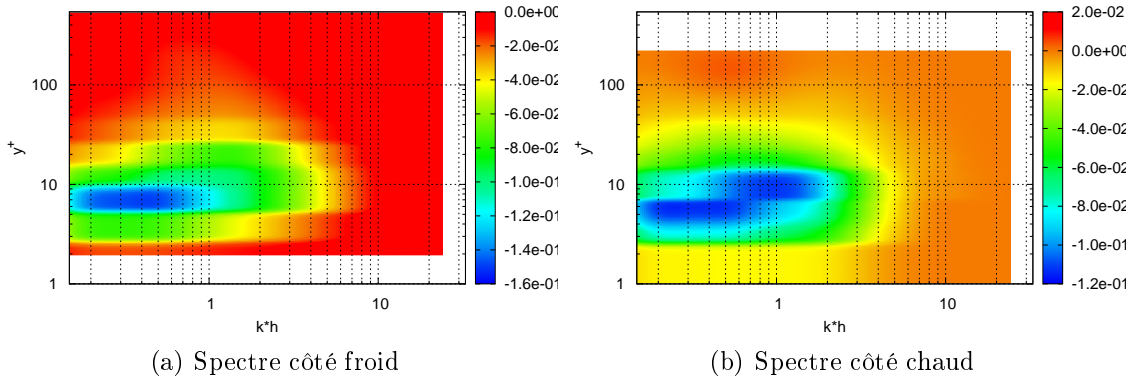 y+
100
10
1
1
10
k*h
0.0e+00
-2.0e-02
-4.0e-02
-6.0e-02
-8.0e-02
-1.0e-01
-1.2e-01
-1.4e-01
-1.6e-01
(a) Spectre côté froid
y+
100
10
1
1
10
k*h
2.0e-02
0.0e+00
-2.0e-02
-4.0e-02
-6.0e-02
-8.0e-02
-1.0e-01
-1.2e-01
(b) Spectre côté chaud